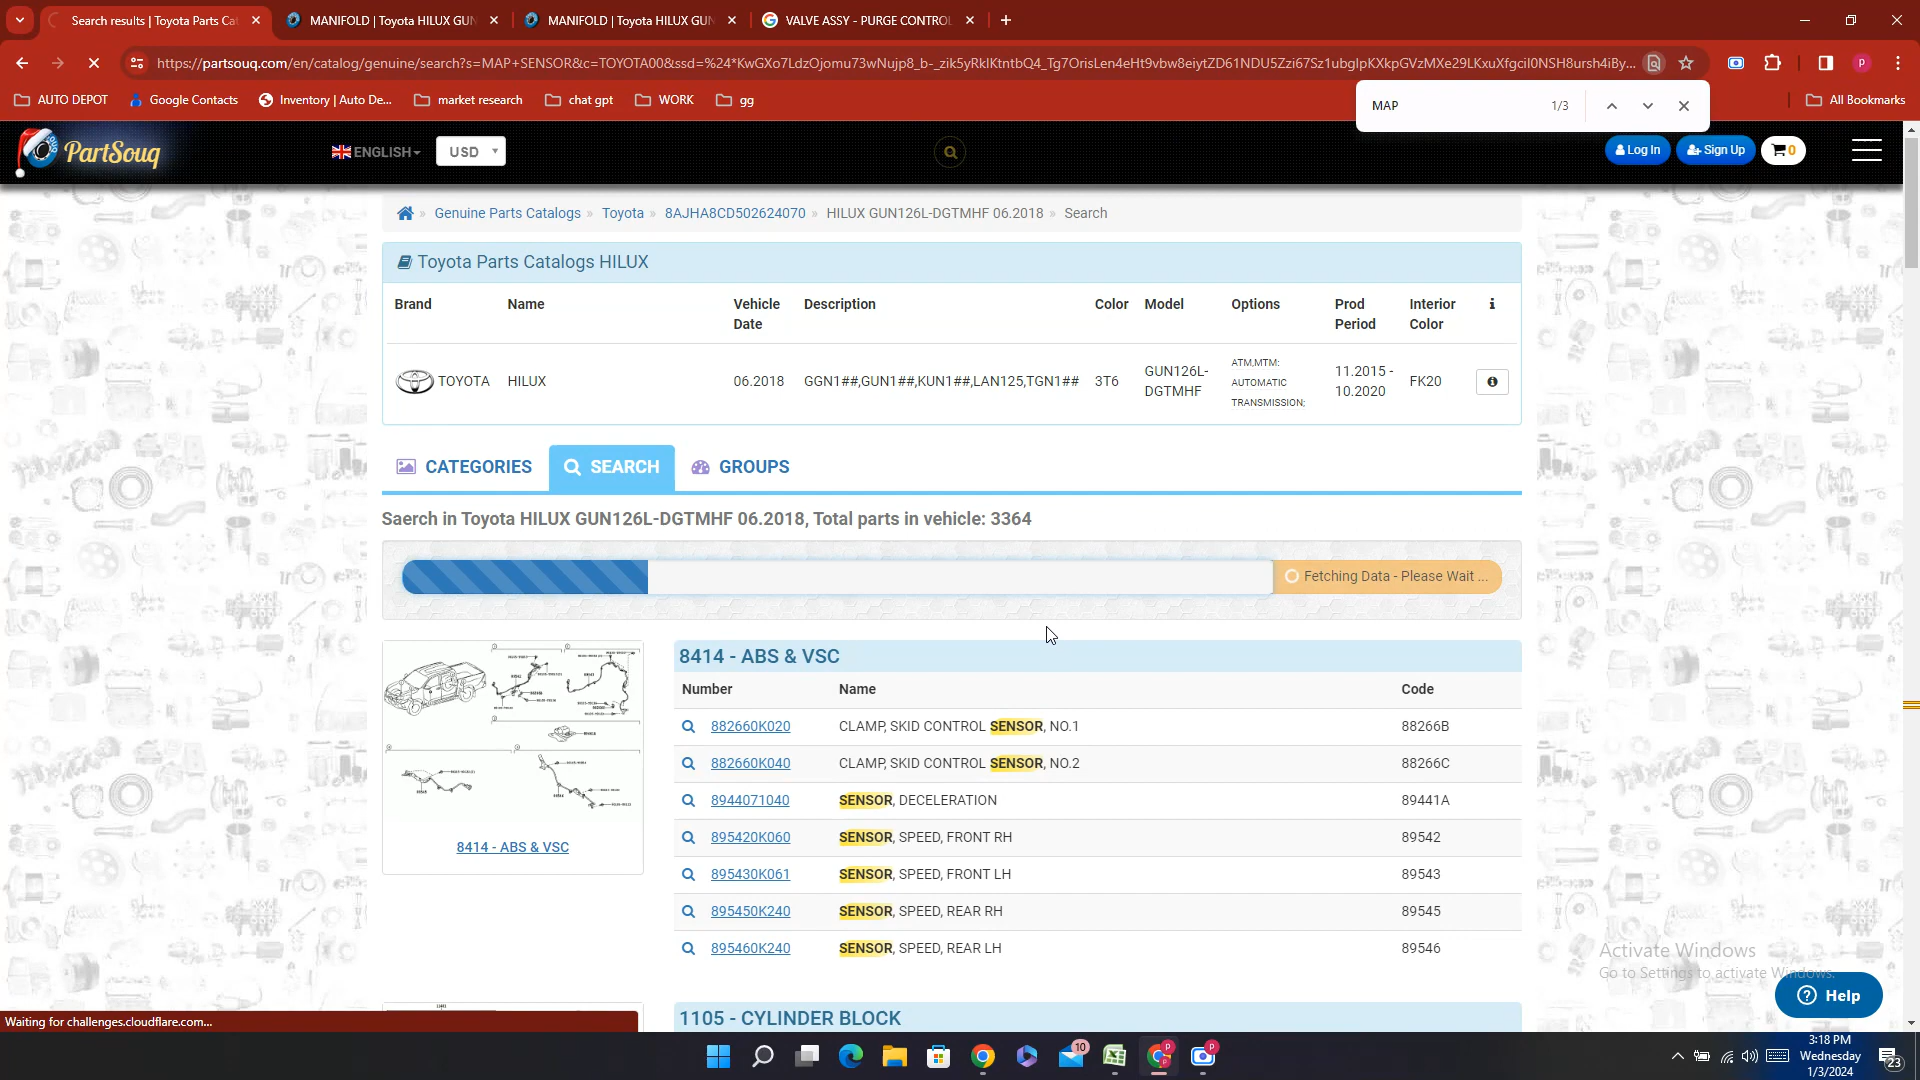 Search results | Toyota Parts Cat
MANIFOLD | Toyota HILUX GUN
MANIFOLD | Toyota HILUX GUN
VALVE ASSY - PURGE CONTROL
https://partsouq.com/en/catalog/genuine/search?s=MAP+SENSOR&c=TOYOTA00&ssd=%24*KwGXo7LdzOjomu73wNujp8_b-_zik5yRklKtntbQ4_Tg7OrisLen4eHt9vbw8eiytZD61NDU5Zzi67Sz1ubglpKXkpGVzMXe29LKxuXfgciI0NSH8ursh4iBy...
AUTO DEPOT
Google Contacts
Inventory | Auto De...
market research
chat gpt
WORK
gg
All Bookmarks
MAP
1/3
PartSouq
ENGLISH
USD
Log In
Sign Up
0
» Genuine Parts Catalogs » Toyota » 8AJHA8CD502624070 » HILUX GUN126L-DGTMHF 06.2018 » Search
Toyota Parts Catalogs HILUX
Brand Name Vehicle Date Description Color Model Options Prod Period Interior Color
TOYOTA HILUX 06.2018 GGN1##,GUN1##,KUN1##,LAN125,TGN1## 3T6 GUN126L-DGTMHF ATM,MTM: AUTOMATIC TRANSMISSION; 11.2015 - 10.2020 FK20
CATEGORIES
SEARCH
GROUPS
Saerch in Toyota HILUX GUN126L-DGTMHF 06.2018, Total parts in vehicle: 3364
Fetching Data - Please Wait ...
8414 - ABS & VSC
Number Name Code
882660K020 CLAMP, SKID CONTROL SENSOR, NO.1 88266B
882660K040 CLAMP, SKID CONTROL SENSOR, NO.2 88266C
8944071040 SENSOR, DECELERATION 89441A
895420K060 SENSOR, SPEED, FRONT RH 89542
895430K061 SENSOR, SPEED, FRONT LH 89543
895450K240 SENSOR, SPEED, REAR RH 89545
895460K240 SENSOR, SPEED, REAR LH 89546
8414 - ABS & VSC
1105 - CYLINDER BLOCK
Activate Windows
Go to Settings to activate Windows.
Help
Waiting for challenges.cloudflare.com...
10
3:18 PM
Wednesday
1/3/2024
23